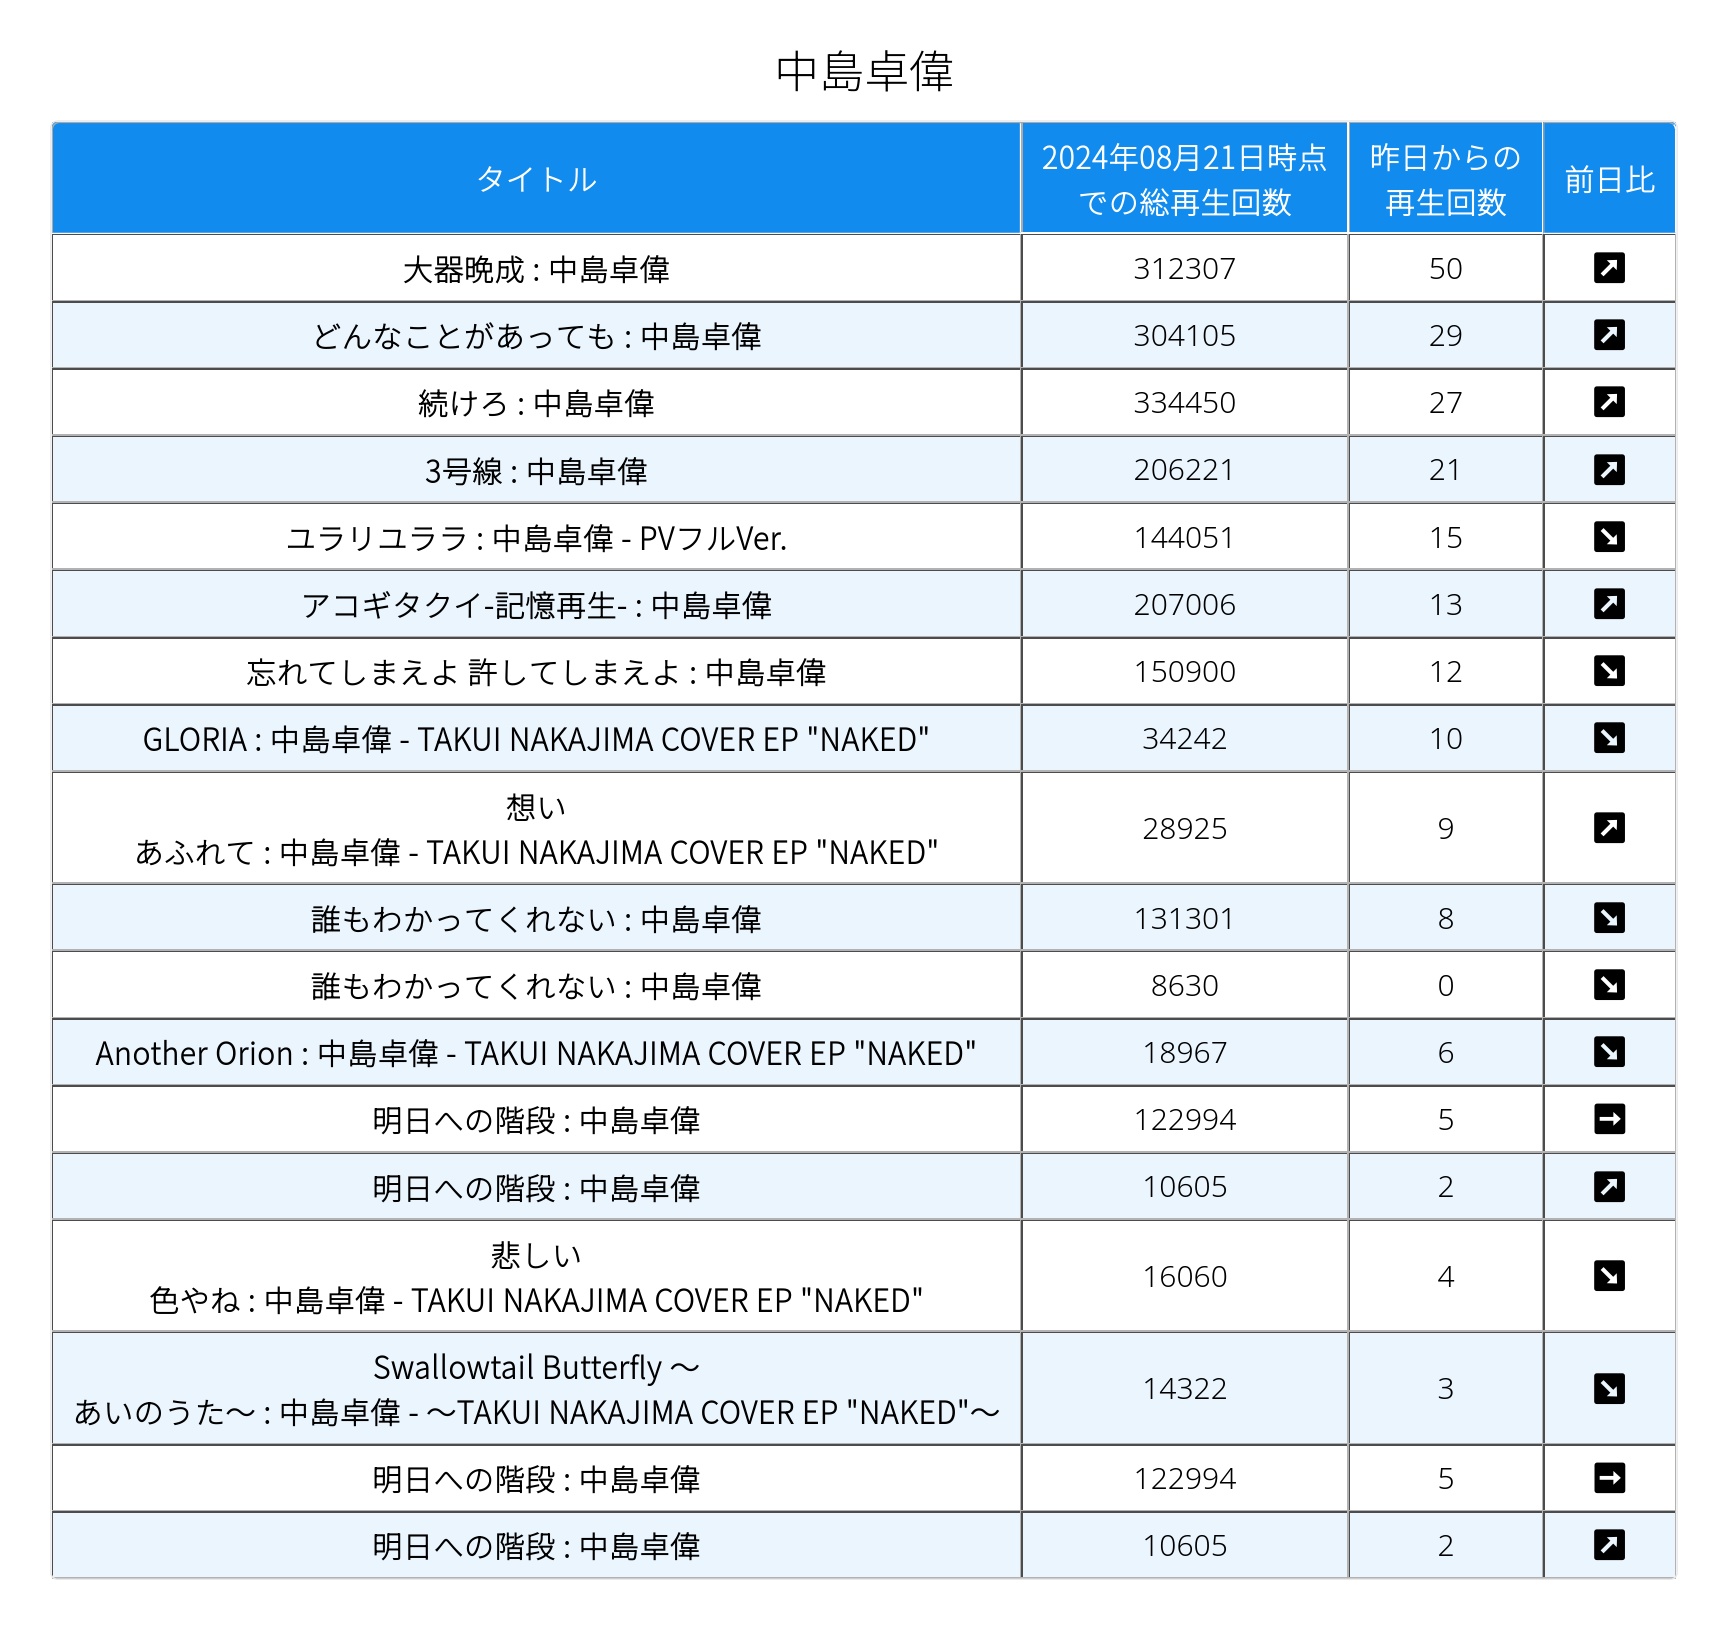 中島卓偉
タイトル 2024年08月21日時点 での総再生回数 昨日からの 再生回数 前日比
大器晩成 : 中島卓偉 312307 50 ↗
どんなことがあっても : 中島卓偉 304105 29 ↗
続けろ : 中島卓偉 334450 27 ↗
3号線 : 中島卓偉 206221 21 ↗
ユラリユララ : 中島卓偉 - PVフルVer. 144051 15 ↘
アコギタクイ-記憶再生- : 中島卓偉 207006 13 ↗
忘れてしまえよ 許してしまえよ : 中島卓偉 150900 12 ↘
GLORIA : 中島卓偉 - TAKUI NAKAJIMA COVER EP "NAKED" 34242 10 ↘
想い
あふれて : 中島卓偉 - TAKUI NAKAJIMA COVER EP "NAKED" 28925 9 ↗
誰もわかってくれない : 中島卓偉 131301 8 ↘
誰もわかってくれない : 中島卓偉 8630 0 ↘
Another Orion : 中島卓偉 - TAKUI NAKAJIMA COVER EP "NAKED" 18967 6 ↘
明日への階段 : 中島卓偉 122994 5 →
明日への階段 : 中島卓偉 10605 2 ↗
悲しい
色やね : 中島卓偉 - TAKUI NAKAJIMA COVER EP "NAKED" 16060 4 ↘
Swallowtail Butterfly ～
あいのうた～ : 中島卓偉 - ～TAKUI NAKAJIMA COVER EP "NAKED"～ 14322 3 ↘
明日への階段 : 中島卓偉 122994 5 →
明日への階段 : 中島卓偉 10605 2 ↗